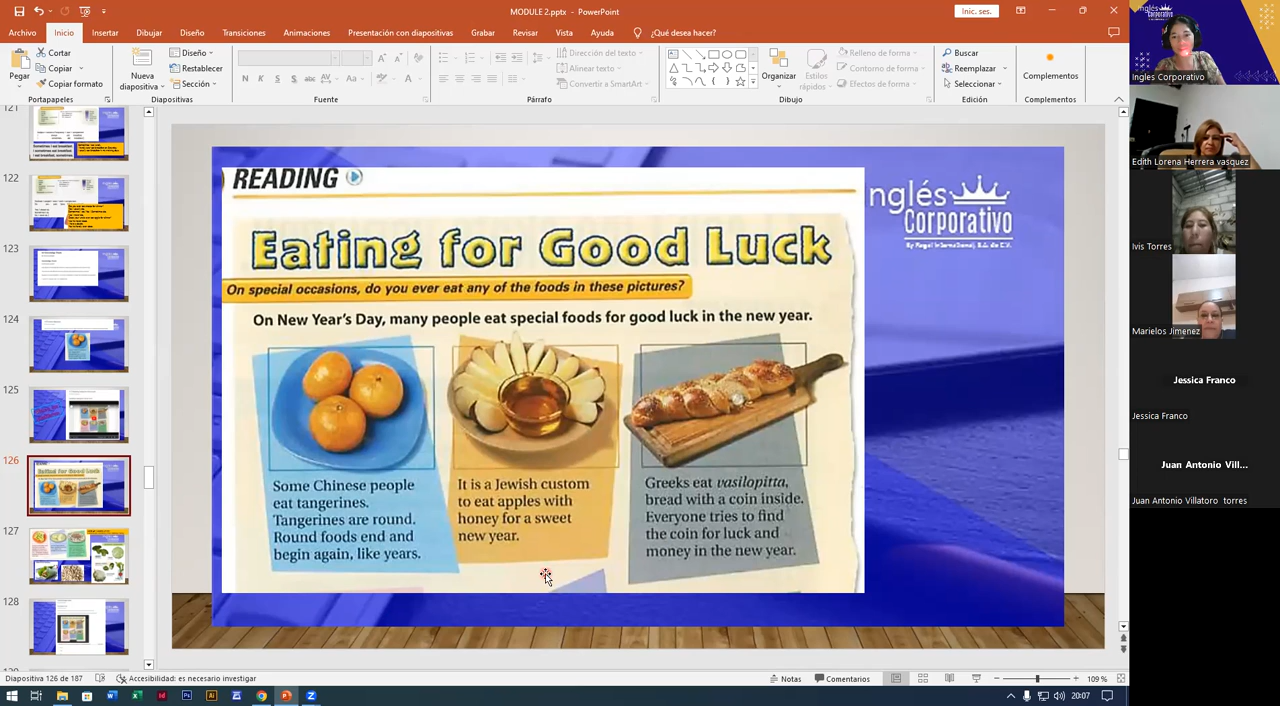 MODULE 2.pptx - PowerPoint
Inic. ses.
Archivo Inicio Insertar Dibujar Diseño Transiciones Animaciones Presentación con diapositivas Grabar Revisar Vista Ayuda ¿Qué desea hacer?
Pegar
Cortar
Copiar
Copiar formato
Portapapeles
Nueva diapositiva
Diseño
Restablecer
Sección
Diapositivas
N K S S abc AV Aa A
Fuente
Párrafo
Dirección del texto
Alinear texto
Convertir a SmartArt
Organizar
Estilos rápidos
Relleno de forma
Contorno de forma
Efectos de forma
Dibujo
Buscar
Reemplazar
Seleccionar
Edición
Complementos
Complementos
121
122
123
124
125
126
127
128
READING
Inglés Corporativo
By Regal International, S.A. de C.V.
Eating for Good Luck
On special occasions, do you ever eat any of the foods in these pictures?
On New Year's Day, many people eat special foods for good luck in the new year.
Some Chinese people
eat tangerines.
Tangerines are round.
Round foods end and
begin again, like years.
It is a Jewish custom
to eat apples with
honey for a sweet
new year.
Greeks eat vasilopitta,
bread with a coin inside.
Everyone tries to find
the coin for luck and
money in the new year.
Ingles Corporativo
Edith Lorena Herrera vasquez
Ivis Torres
Marielos Jimenez
Jessica Franco
Jessica Franco
Juan Antonio Vill...
Juan Antonio Villatoro torres
Diapositiva 126 de 187
Accesibilidad: es necesario investigar
Notas
Comentarios
109 %
20:07